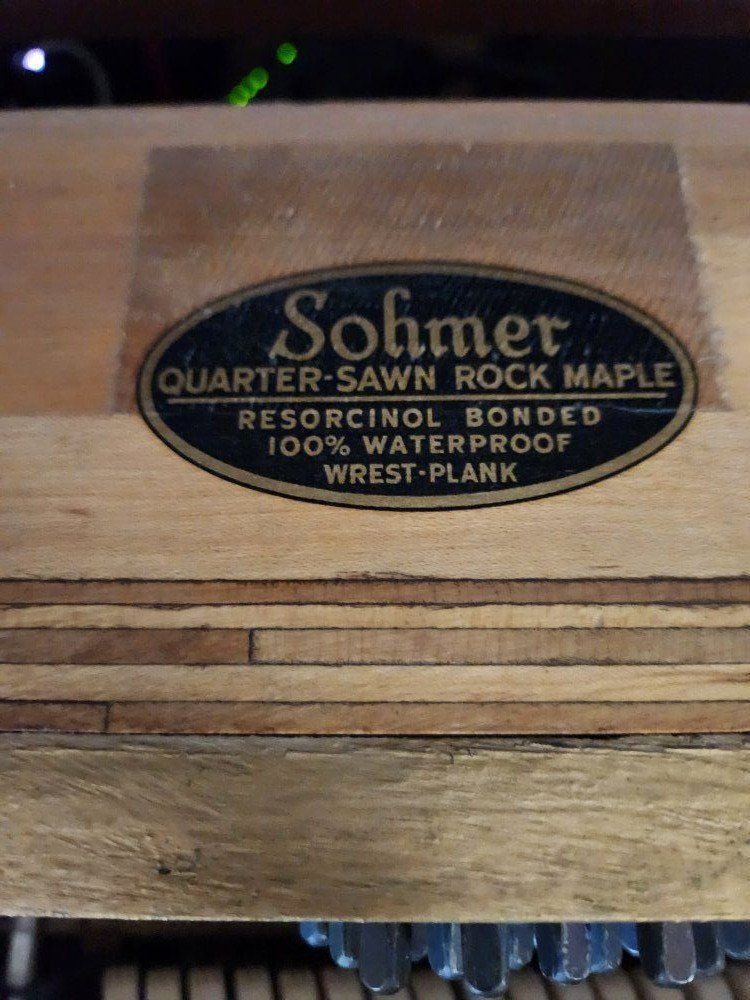 Sohmer
QUARTER-SAWN ROCK MAPLE
RESORCINOL BONDED
100% WATERPROOF
WREST-PLANK